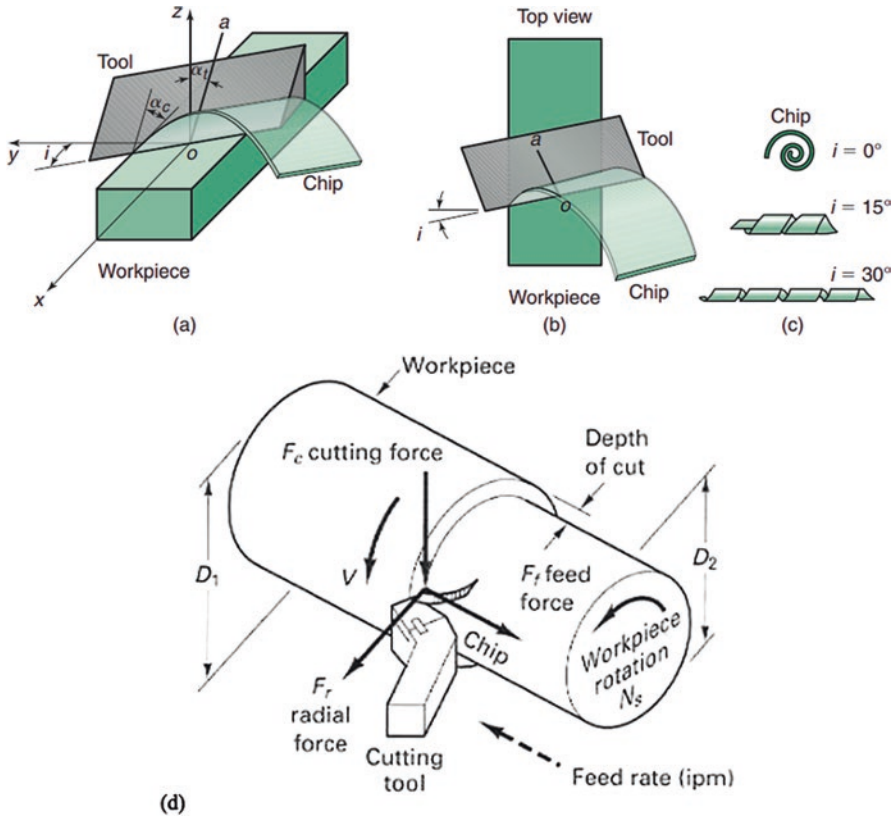 z
a
Tool
αt
αc
y
i
o
Chip
Workpiece
x
(a)
Top view
a
Tool
o
i
Workpiece
Chip
(b)
Chip
i = 0°
i = 15°
i = 30°
(c)
Workpiece
Fc cutting force
Depth
of cut
D1
V
D2
Ff feed
force
Chip
Workpiece
rotation
Ns
Fr
radial
force
Cutting
tool
Feed rate (ipm)
(d)